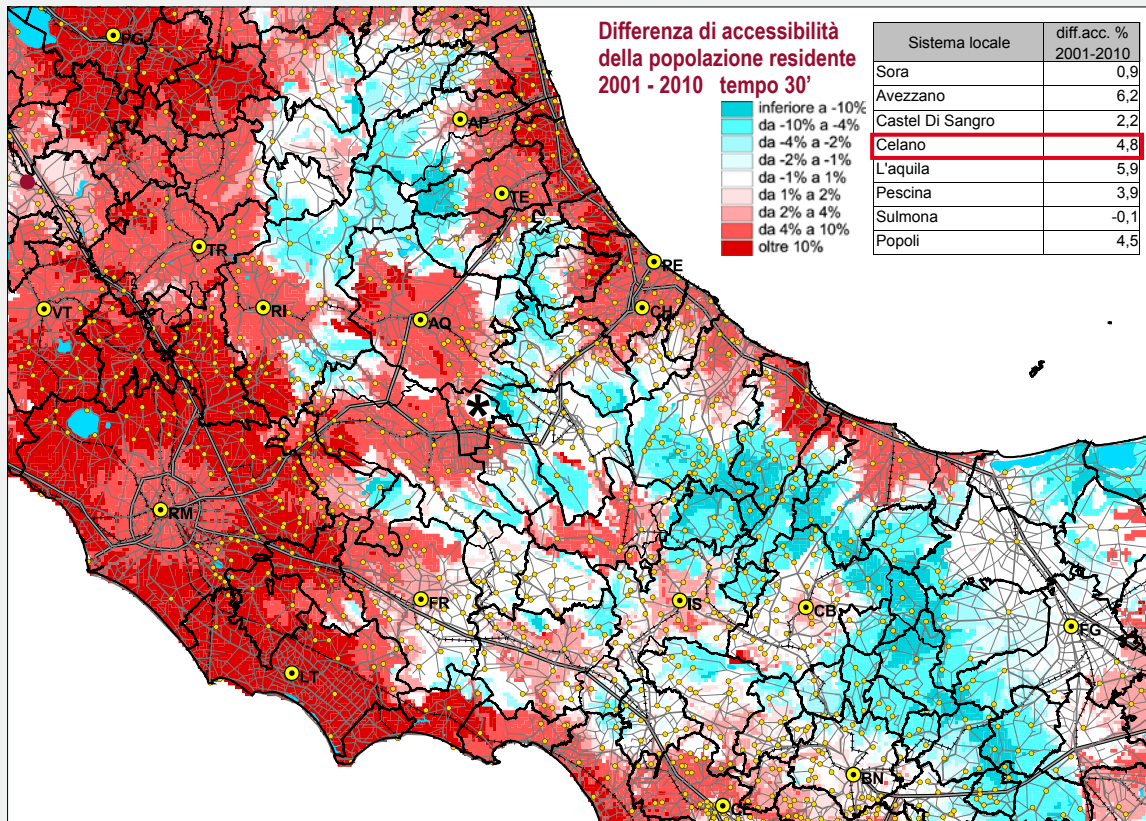 Differenza di accessibilità
della popolazione residente
2001 - 2010 tempo 30'
inferiore a -10%
da -10% a -4%
da -4% a -2%
da -2% a -1%
da -1% a 1%
da 1% a 2%
da 2% a 4%
da 4% a 10%
oltre 10%
Sistema locale
diff.acc. %
2001-2010
Sora 0,9
Avezzano 6,2
Castel Di Sangro 2,2
Celano 4,8
L'aquila 5,9
Pescina 3,9
Sulmona -0,1
Popoli 4,5
PG
AP
TE
TR
PE
VT
RI
AQ
CH
*
RM
FR
IS
CB
FG
LT
BN